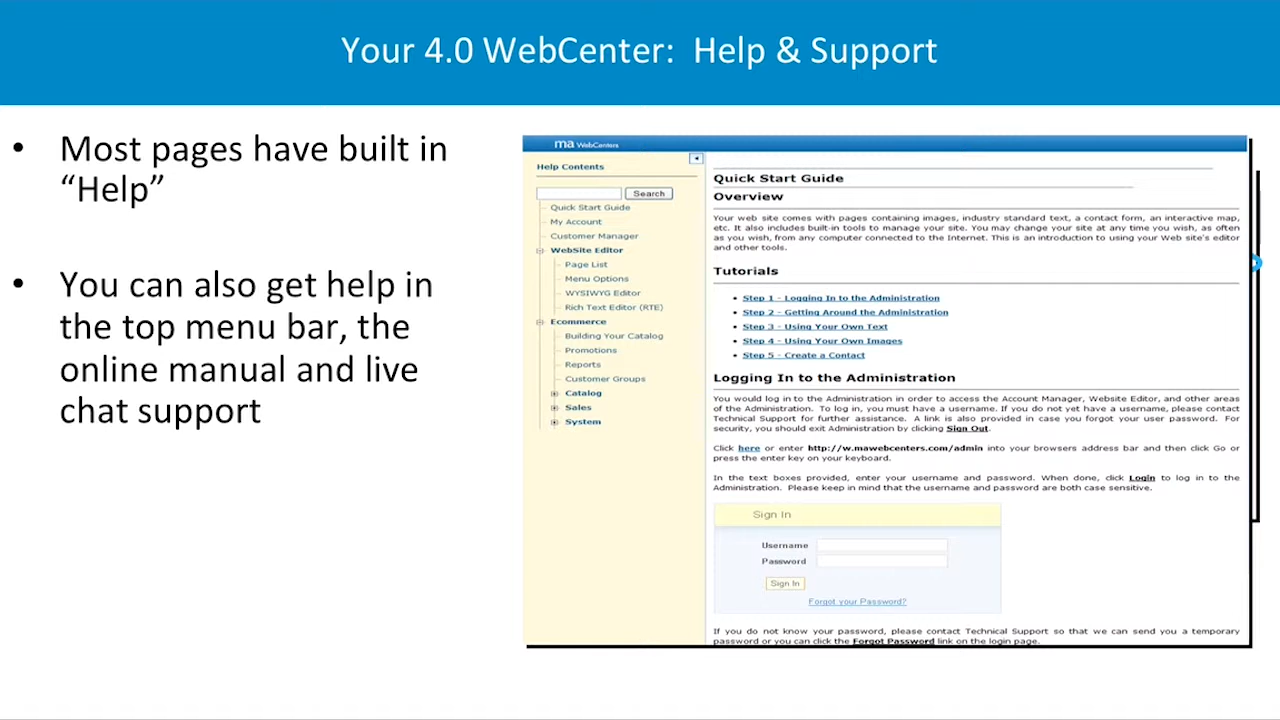 Your 4.0 WebCenter: Help & Support
• Most pages have built in
“Help”
• You can also get help in
the top menu bar, the
online manual and live
chat support
ma WebCenters
Help Contents
Search
Quick Start Guide
My Account
Customer Manager
WebSite Editor
Page List
Menu Options
WYSIWYG Editor
Rich Text Editor (RTE)
Ecommerce
Building Your Catalog
Promotions
Reports
Customer Groups
Catalog
Sales
System
Quick Start Guide
Overview
Your web site comes with pages containing images, industry standard text, a contact form, an interactive map,
etc. It also includes built-in tools to manage your site. You may change your site at any time you wish, as often
as you wish, from any computer connected to the Internet. This is an introduction to using your Web site's editor
and other tools.
Tutorials
• Step 1 - Logging In to the Administration
• Step 2 - Getting Around the Administration
• Step 3 - Using Your Own Text
• Step 4 - Using Your Own Images
• Step 5 - Create a Contact
Logging In to the Administration
You would log in to the Administration in order to access the Account Manager, Website Editor, and other areas
of the Administration. To log in, you must have a username. If you do not yet have a username, please contact
Technical Support for further assistance. A link is also provided in case you forgot your user password. For
security, you should exit Administration by clicking Sign Out.
Click here or enter http://w.mawebcenters.com/admin into your browsers address bar and then click Go or
press the enter key on your keyboard.
In the text boxes provided, enter your username and password. When done, click Login to log in to the
Administration. Please keep in mind that the username and password are both case sensitive.
Sign In
Username
Password
Sign In
Forgot your Password?
If you do not know your password, please contact Technical Support so that we can send you a temporary
password or you can click the Forgot Password link on the login page.